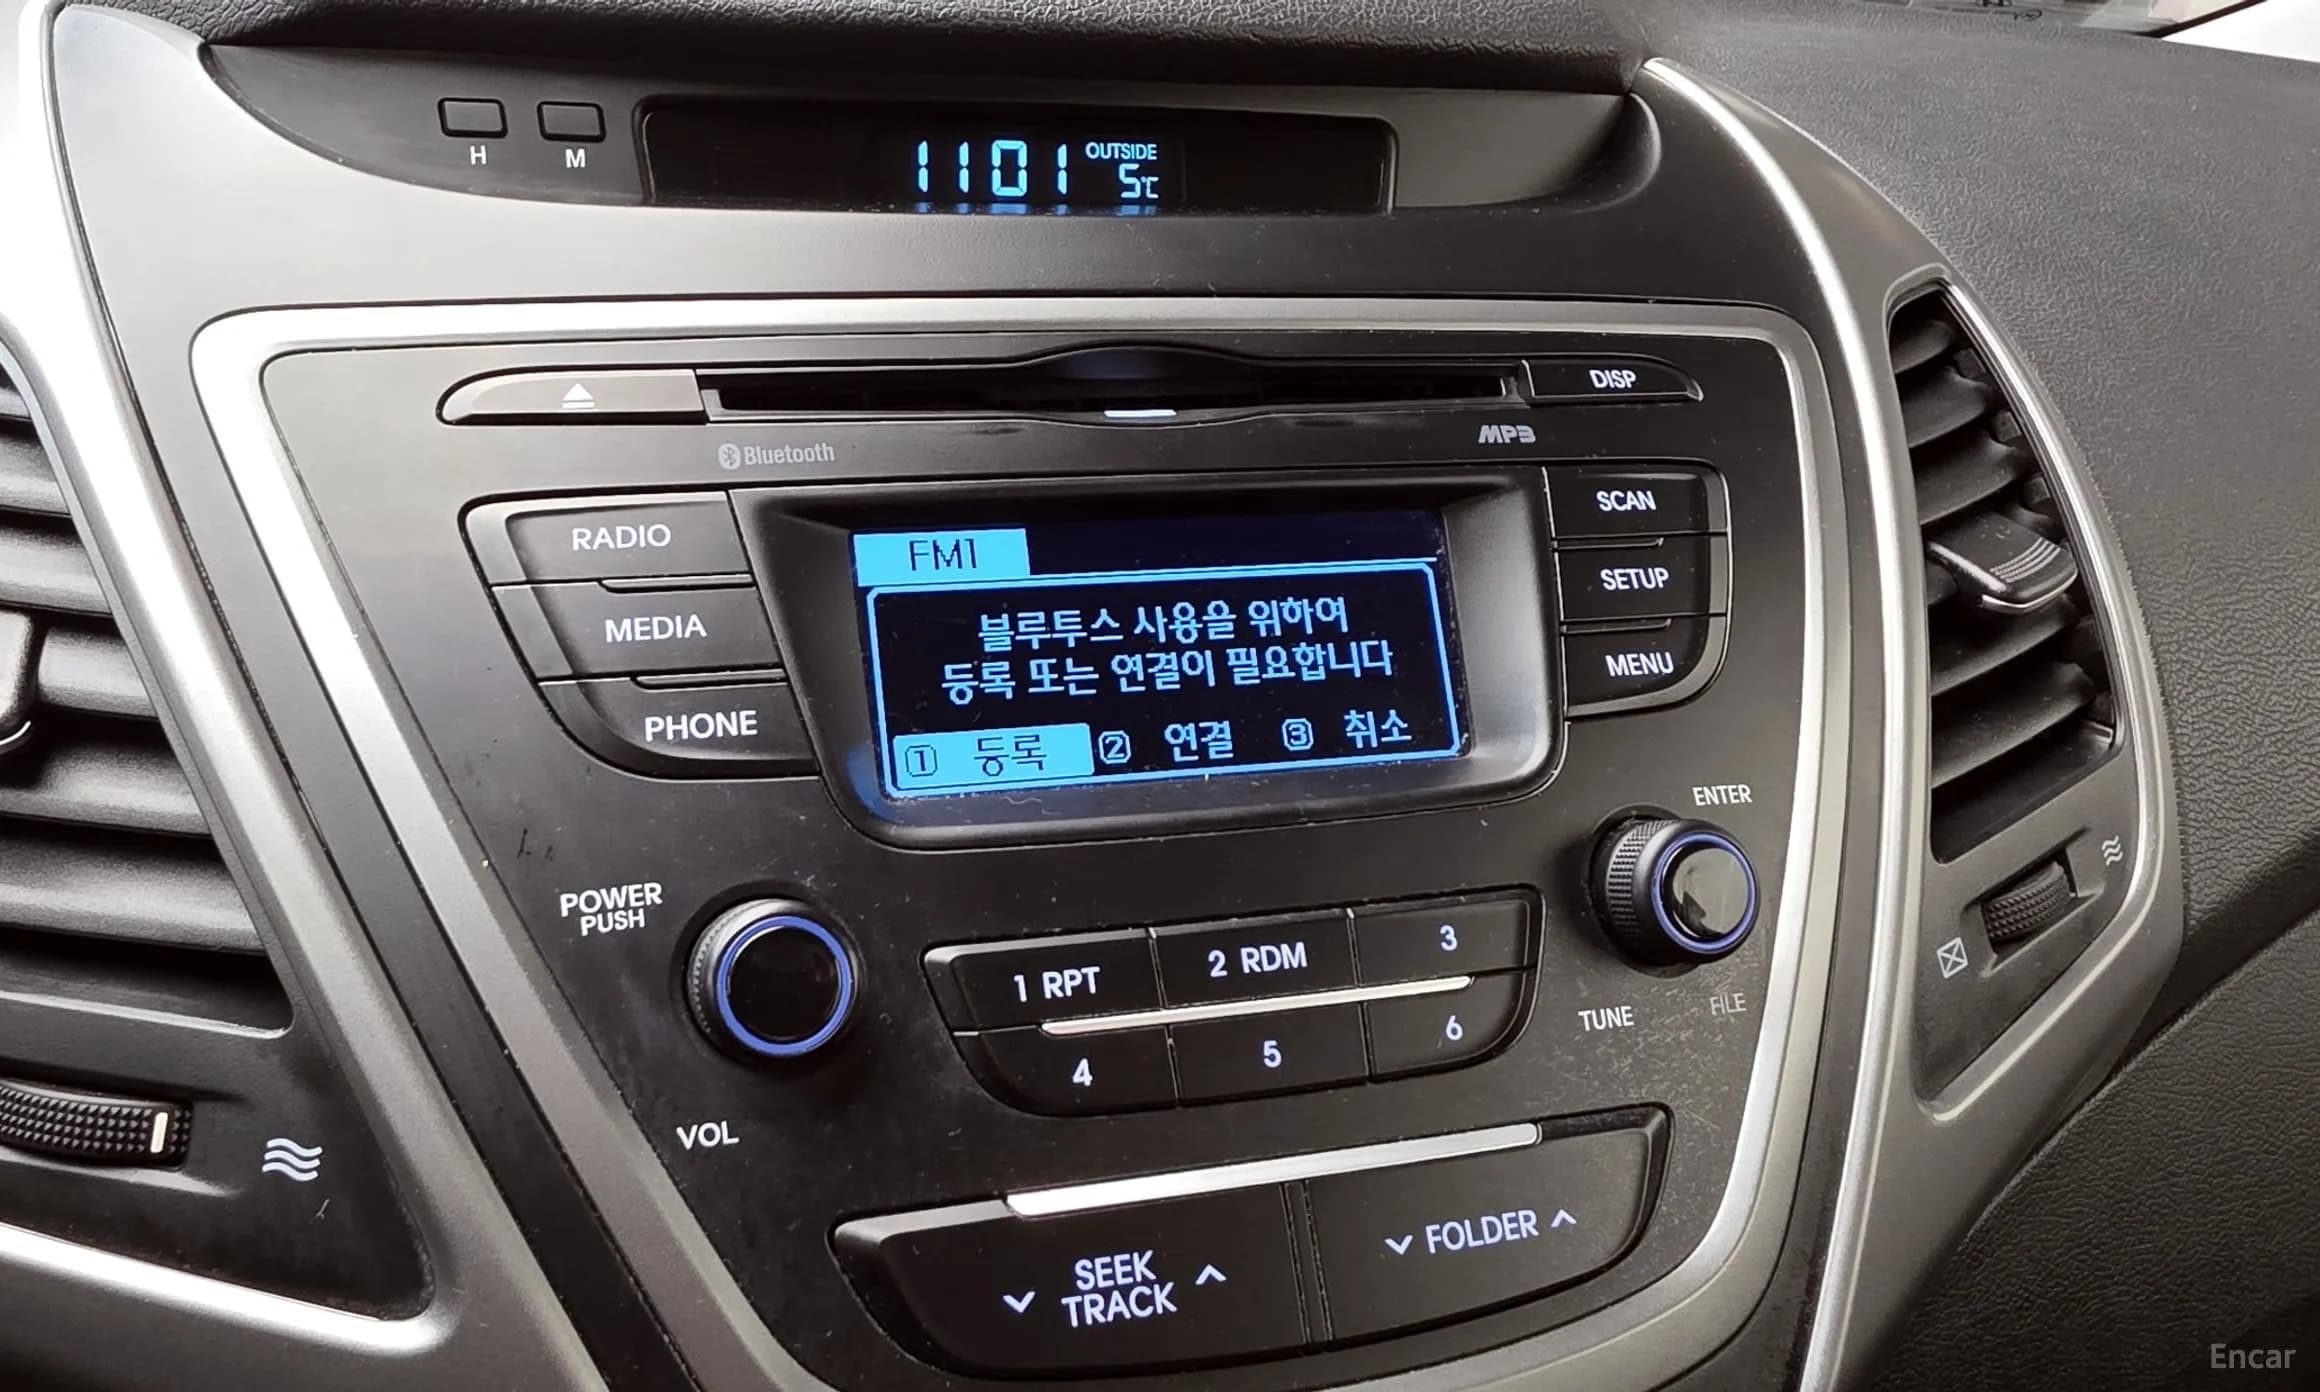 H
M
1101
OUTSIDE
5℃
DISP
Bluetooth
MP3
RADIO
MEDIA
PHONE
FM1
블루투스 사용을 위하여
등록 또는 연결이 필요합니다
① 등록 ② 연결 ③ 취소
SCAN
SETUP
MENU
POWER
PUSH
VOL
ENTER
TUNE
FILE
1 RPT
2 RDM
3
4
5
6
SEEK
TRACK
FOLDER
Encar